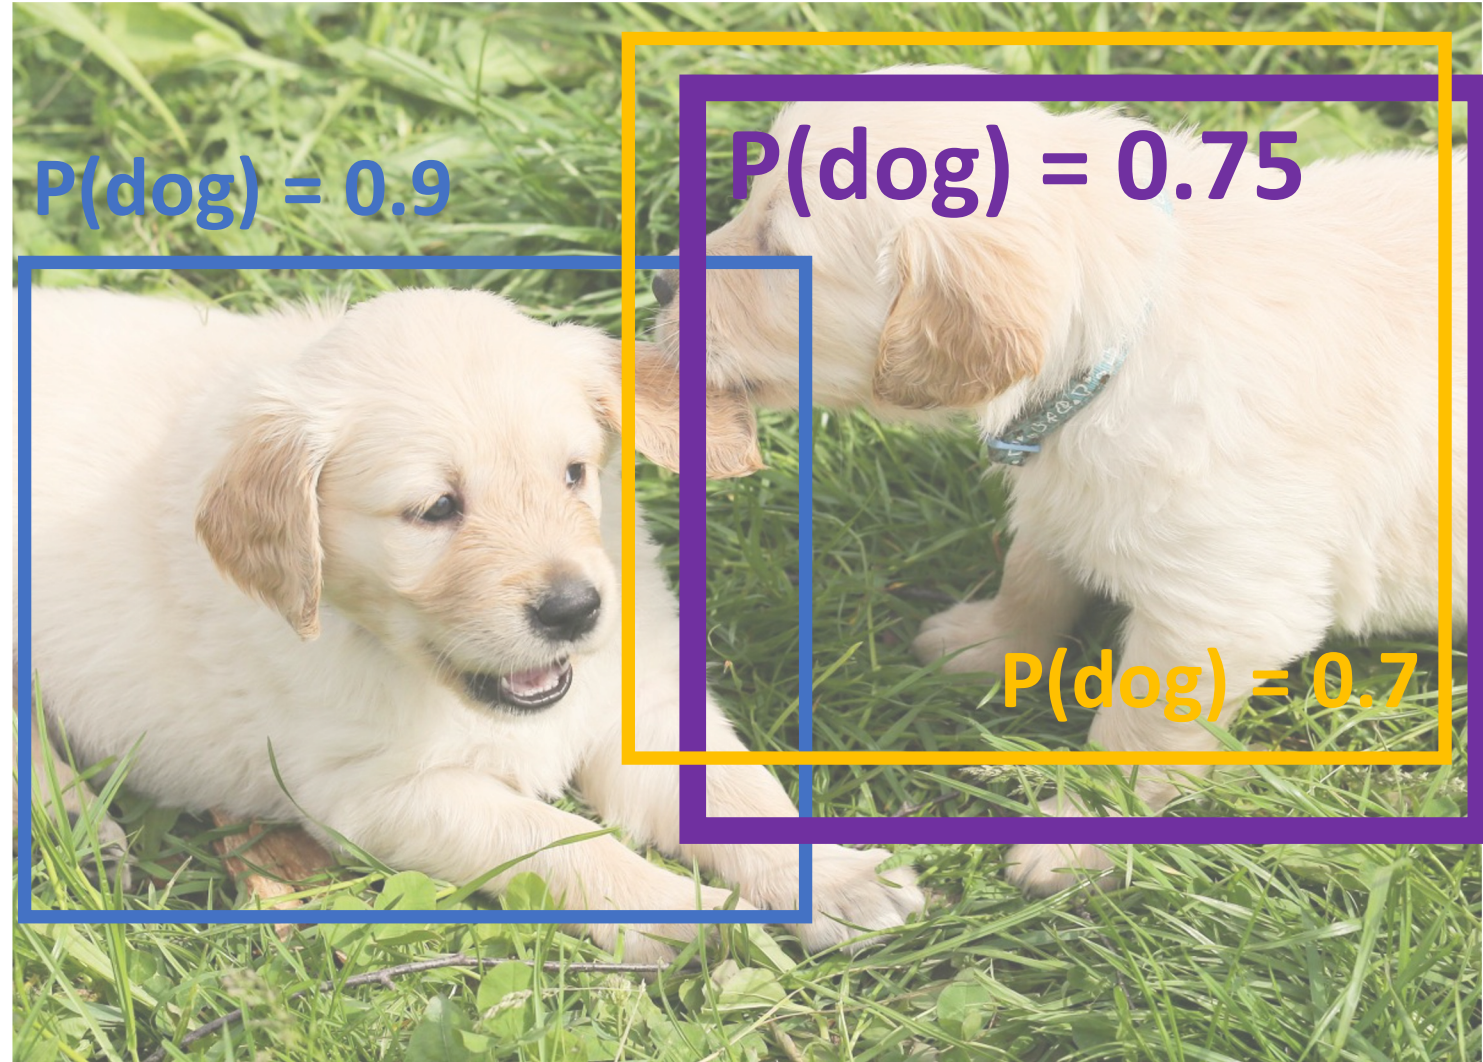 P(dog) = 0.9
P(dog) = 0.75
P(dog) = 0.7